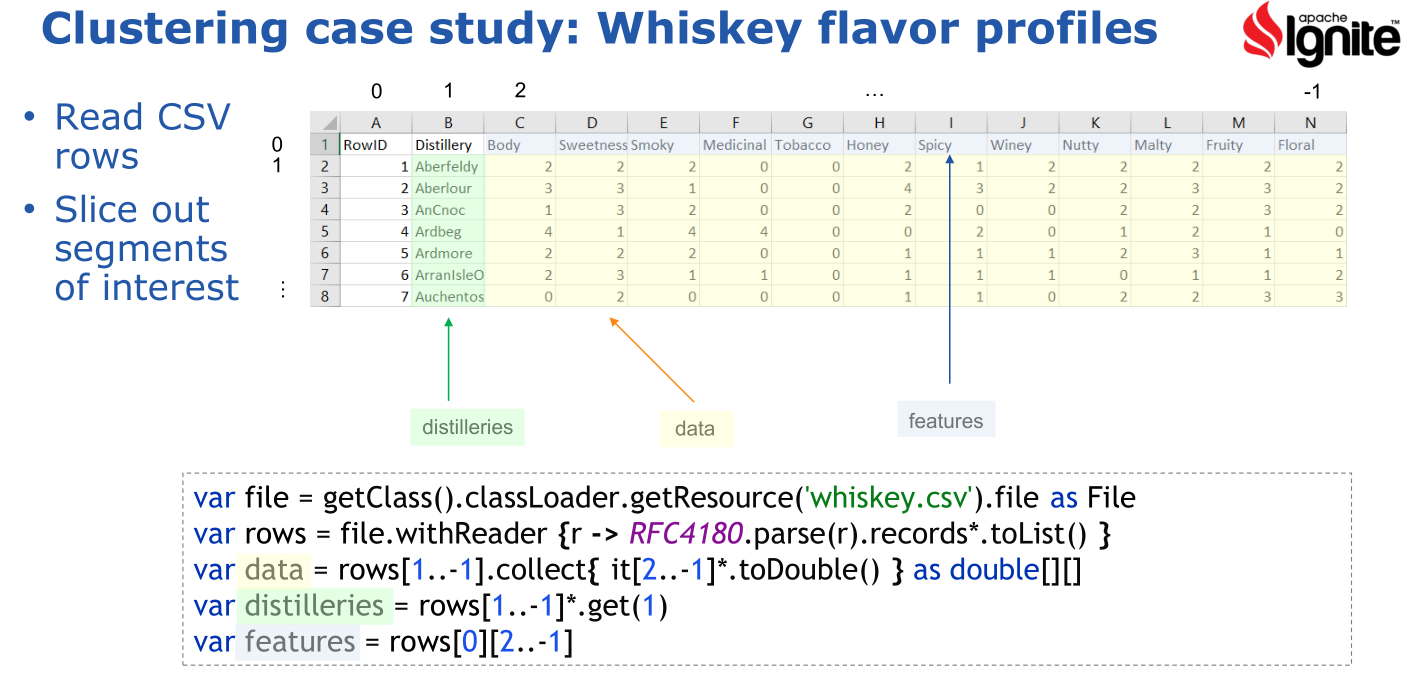 Clustering case study: Whiskey flavor profiles
apache
Ignite™
• Read CSV
rows
• Slice out
segments
of interest
0 1 2 … -1
A B C D E F G H I J K L M N
0 1 RowID Distillery Body Sweetness Smoky Medicinal Tobacco Honey Spicy Winey Nutty Malty Fruity Floral
1 2 1 Aberfeldy 2 2 2 0 0 2 1 2 2 2 2 2
3 2 Aberlour 3 3 1 0 0 4 3 2 2 3 3 2
4 3 AnCnoc 1 3 2 0 0 2 0 0 2 2 3 2
5 4 Ardbeg 4 1 4 4 0 0 2 0 1 2 1 0
6 5 Ardmore 2 2 2 0 0 1 1 1 2 3 1 1
7 6 ArranIsleO 2 3 1 1 0 1 1 1 0 1 1 2
⋮ 8 7 Auchentos 0 2 0 0 0 1 1 0 2 2 3 3
distilleries
data
features
var file = getClass().classLoader.getResource('whiskey.csv').file as File
var rows = file.withReader {r -> RFC4180.parse(r).records*.toList() }
var data = rows[1..-1].collect{ it[2..-1]*.toDouble() } as double[][]
var distilleries = rows[1..-1]*.get(1)
var features = rows[0][2..-1]